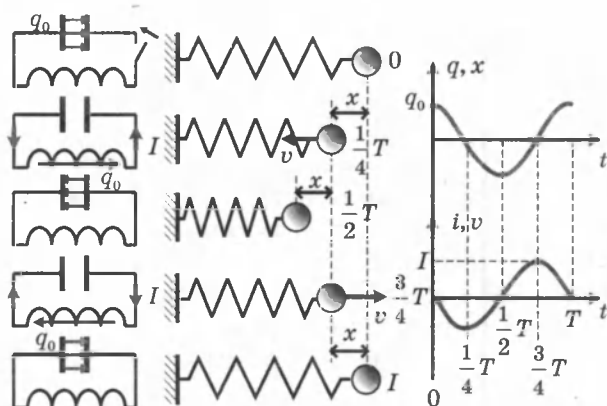 q₀
0
x
q, x
q₀
t
I
v
1/4 T
q₀
x
1/2 T
i, v
I
I
v
3/4 T
1/2 T
T
t
q₀
x
I
1/4 T
3/4 T
0